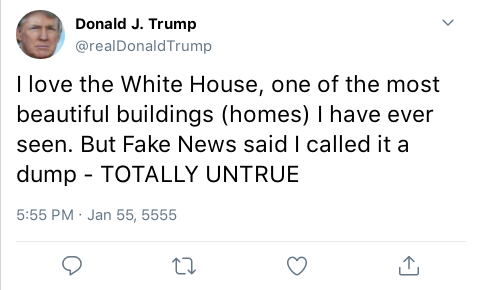 Donald J. Trump
@realDonaldTrump
I love the White House, one of the most
beautiful buildings (homes) I have ever
seen. But Fake News said I called it a
dump - TOTALLY UNTRUE
5:55 PM · Jan 55, 5555